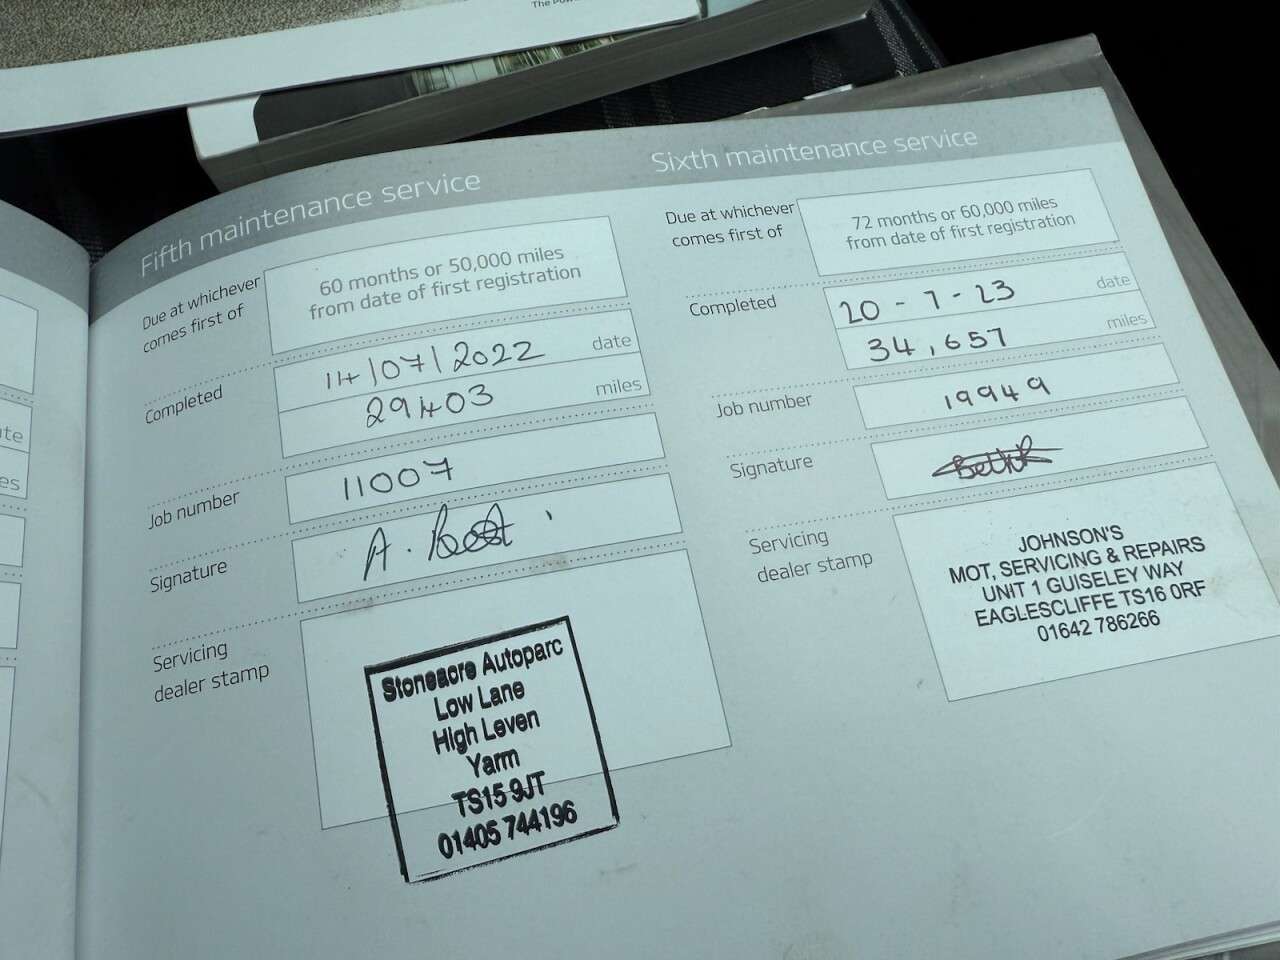 The
Fifth maintenance service
Due at whichever
comes first of
60 months or 50,000 miles
from date of first registration
Completed
14/07/2022 date
29403 miles
Job number
11007
Signature
A. Best
Servicing
dealer stamp
Stoneacre Autoparc
Low Lane
High Leven
Yarm
TS15 9JT
01405 744196
Sixth maintenance service
Due at whichever
comes first of
72 months or 60,000 miles
from date of first registration
Completed
20-7-23 date
34,657 miles
Job number
19949
Signature
Servicing
dealer stamp
JOHNSON'S
MOT, SERVICING & REPAIRS
UNIT 1 GUISELEY WAY
EAGLESCLIFFE TS16 0RF
01642 786266